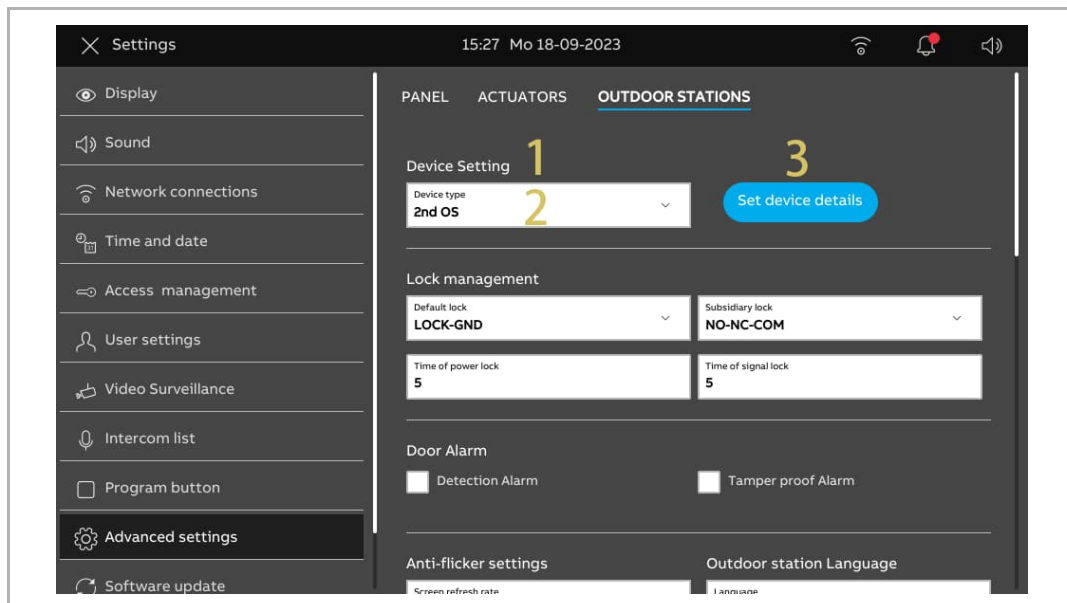 Settings
15:27 Mo 18-09-2023
Display
Sound
Network connections
Time and date
Access management
User settings
Video Surveillance
Intercom list
Program button
Advanced settings
Software update
PANEL ACTUATORS OUTDOOR STATIONS
1 3
Device Setting
Device type
2
2nd OS
Set device details
Lock management
Default lock Subsidiary lock
LOCK-GND NO-NC-COM
Time of power lock Time of signal lock
5 5
Door Alarm
Detection Alarm Tamper proof Alarm
Anti-flicker settings Outdoor station Language
Screen refresh rate Language